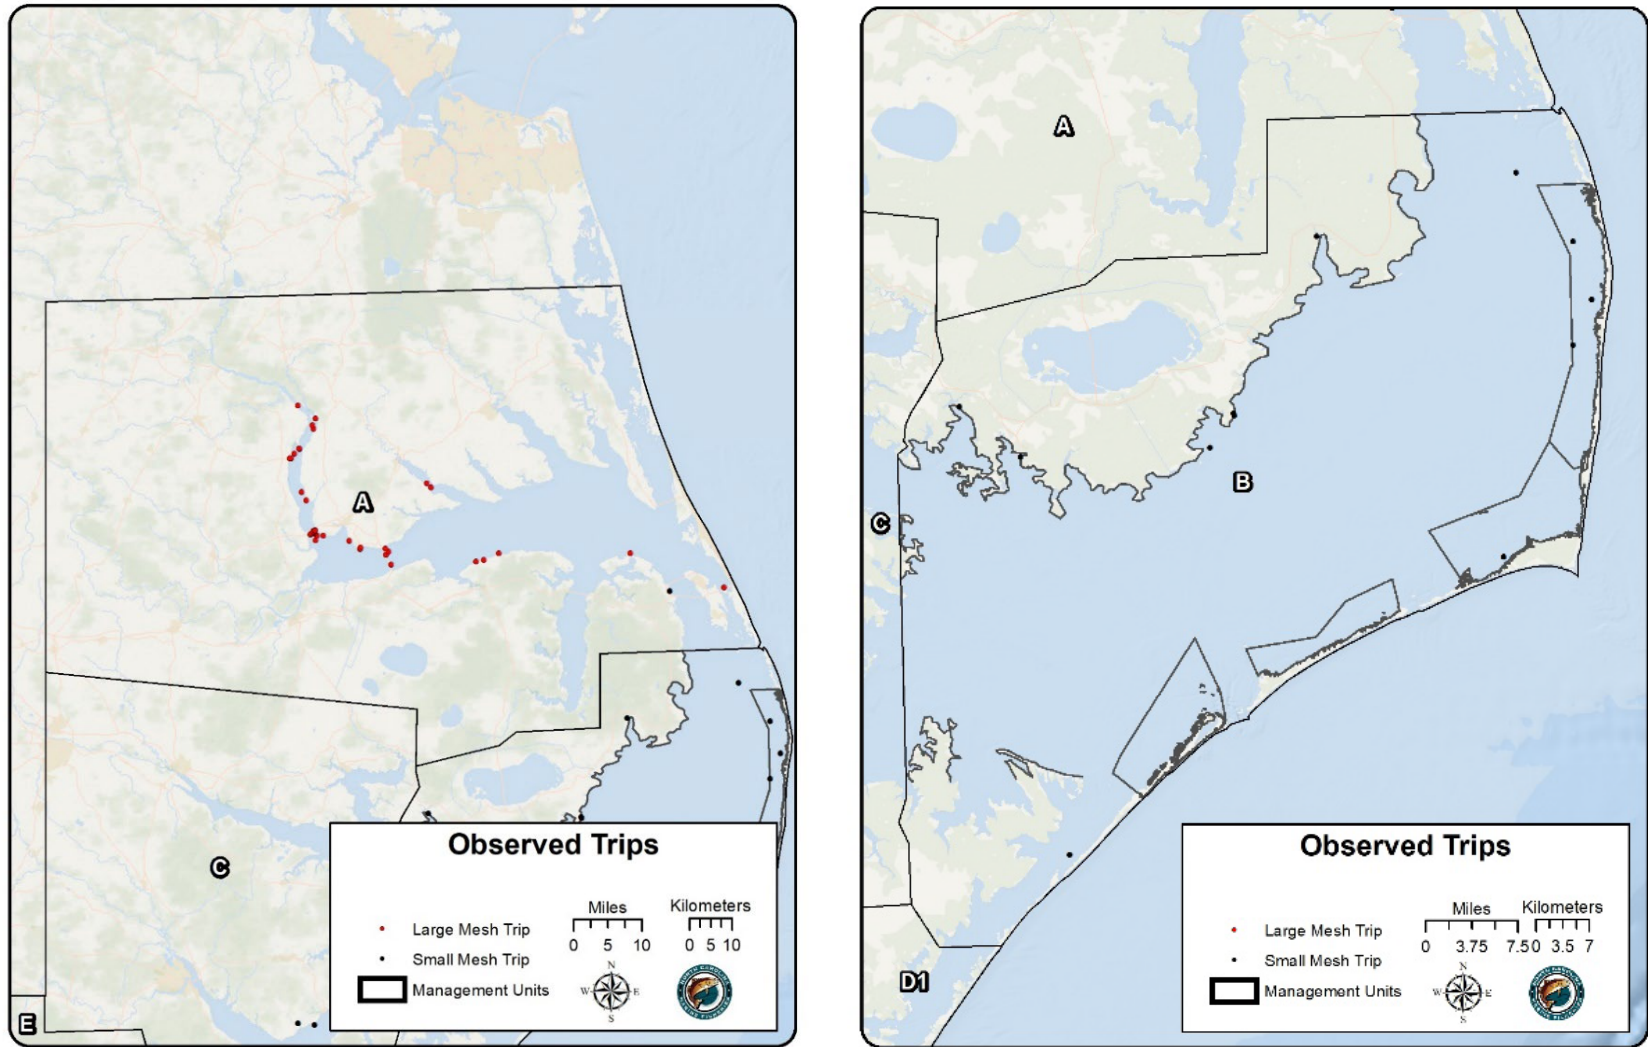 A
C
E
Observed Trips
Miles Kilometers
0 5 10 0 5 10
Large Mesh Trip
Small Mesh Trip
Management Units
N
W E
S
A
B
C
D1
Observed Trips
Miles Kilometers
0 3.75 7.5 0 3.5 7
Large Mesh Trip
Small Mesh Trip
Management Units
N
W E
S